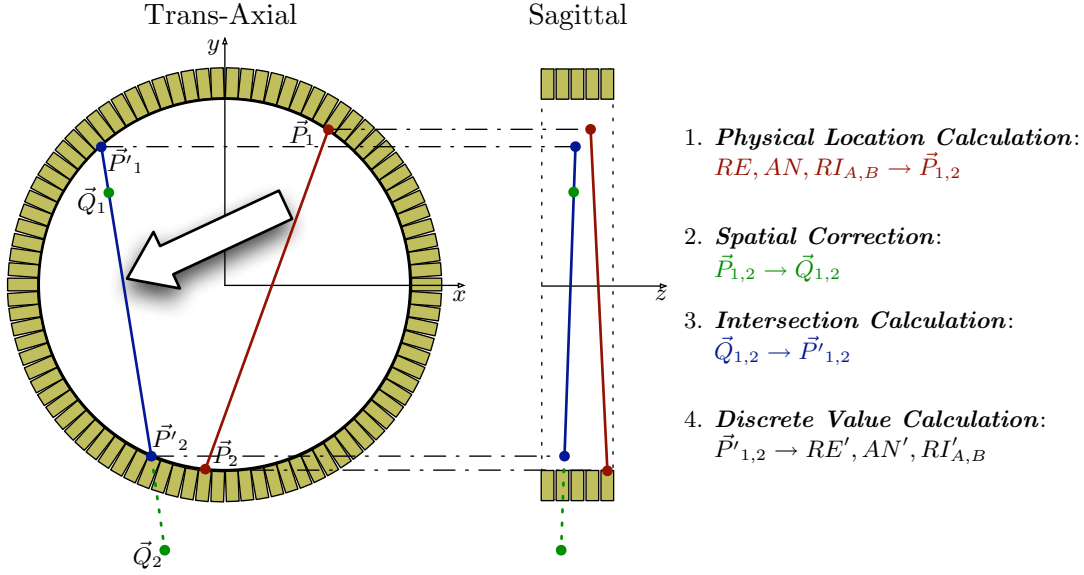 Trans-Axial
Sagittal
y
x
z
P⃗₁
P⃗'₁
Q⃗₁
P⃗'₂
P⃗₂
Q⃗₂
1. Physical Location Calculation:
RE, AN, RI_{A,B} → P⃗_{1,2}
2. Spatial Correction:
P⃗_{1,2} → Q⃗_{1,2}
3. Intersection Calculation:
Q⃗_{1,2} → P⃗'_{1,2}
4. Discrete Value Calculation:
P⃗'_{1,2} → RE′, AN′, RI′_{A,B}